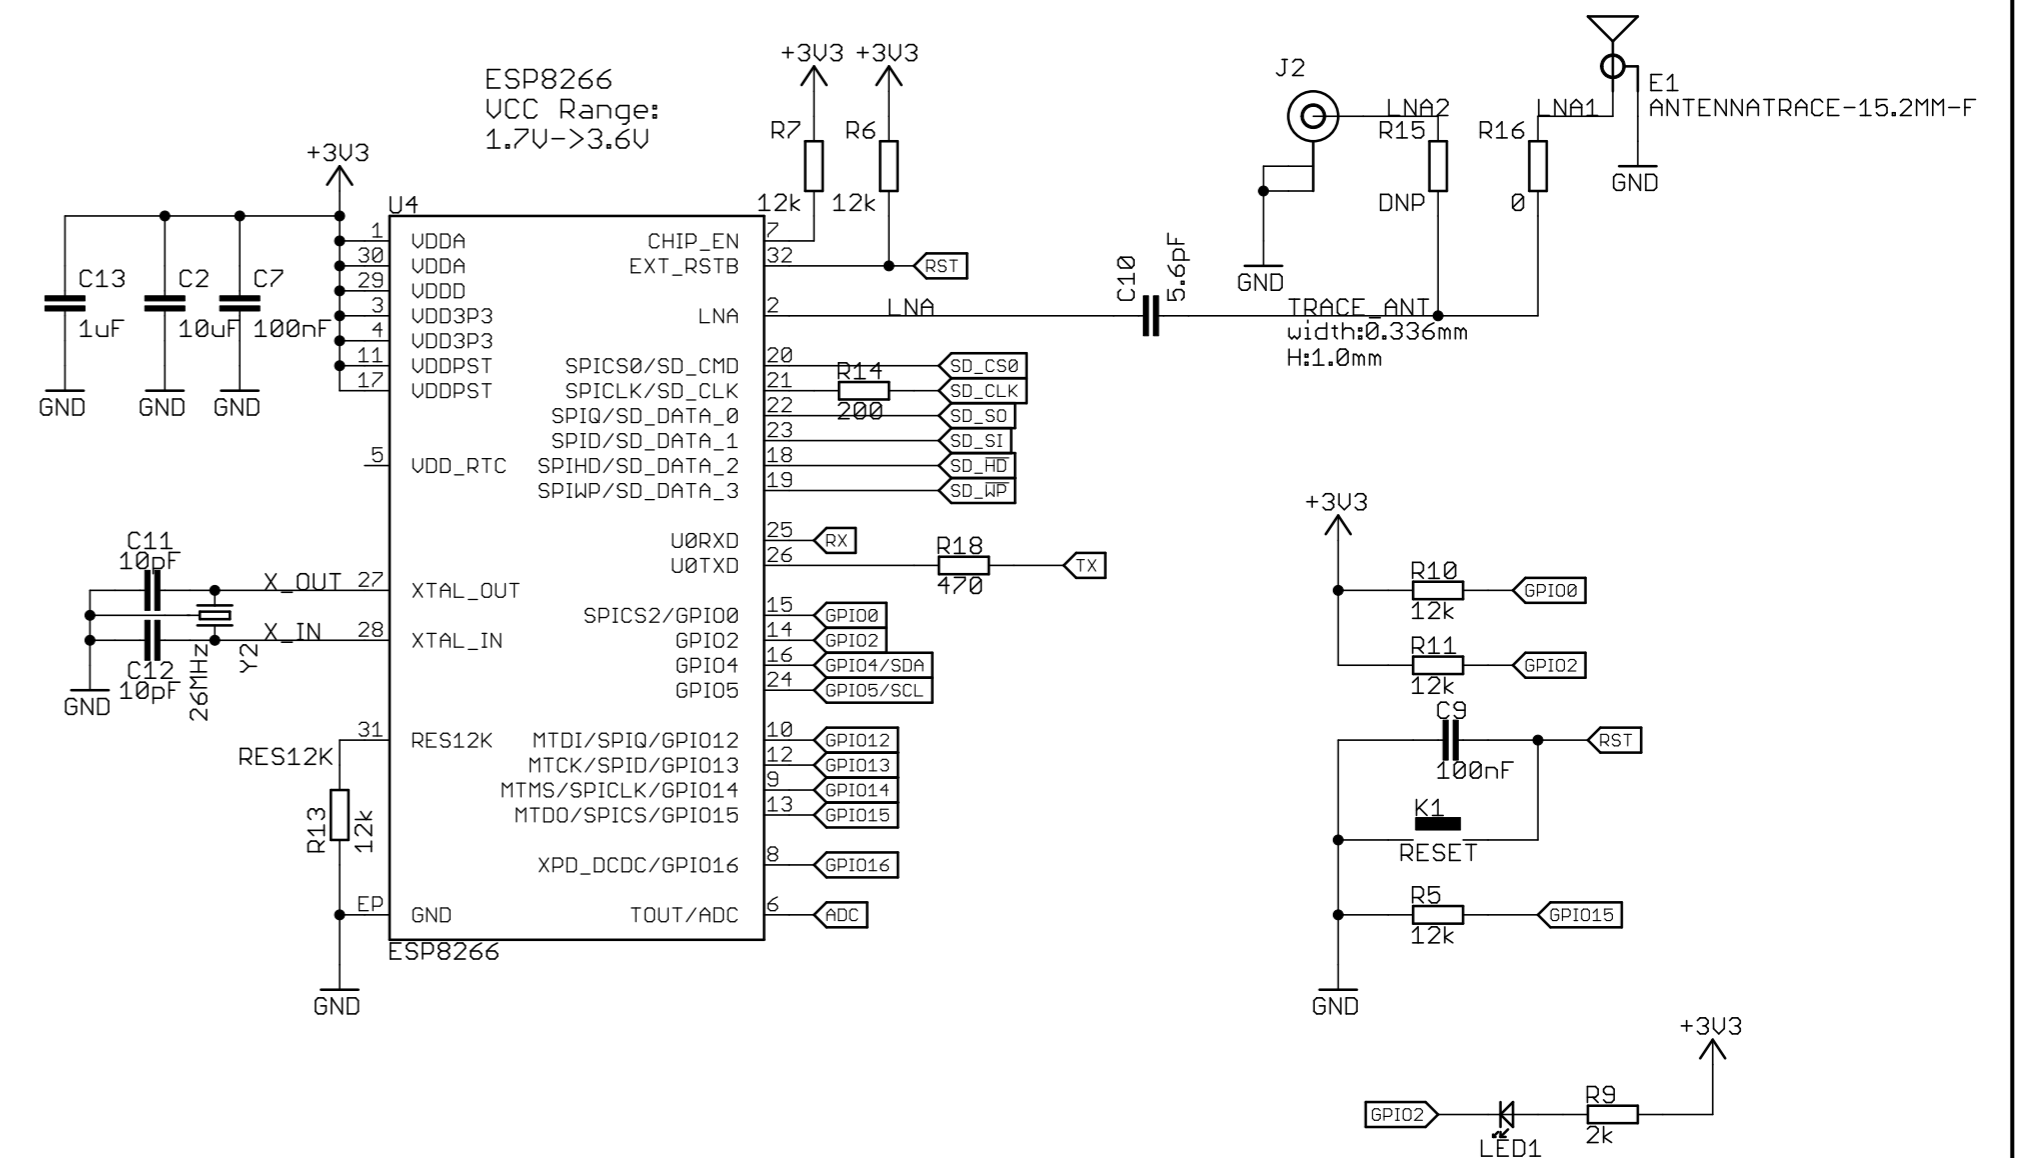 ESP8266
VCC Range:
1.7V->3.6V
+3V3
+3V3
+3V3
R7
12k
R6
12k
J2
LNA2
R15
DNP
LNA1
R16
0
E1
ANTENNATRACE-15.2MM-F
GND
GND
C10
5.6pF
LNA
TRACE_ANT
width:0.336mm
H:1.0mm
C13
1uF
C2
10uF
C7
100nF
GND
GND
GND
U4
1 VDDA
30 VDDA
29 VDDD
3 VDD3P3
4 VDD3P3
11 VDDPST
17 VDDPST
5 VDD_RTC
X_OUT 27 XTAL_OUT
X_IN 28 XTAL_IN
31 RES12K
EP GND
CHIP_EN 7
EXT_RSTB 32 RST
LNA 2
SPICS0/SD_CMD 20 SD_CS0
SPICLK/SD_CLK 21 SD_CLK
R14
200
SPIQ/SD_DATA_0 22 SD_SO
SPID/SD_DATA_1 23 SD_SI
SPIHD/SD_DATA_2 18 SD_HD
SPIWP/SD_DATA_3 19 SD_WP
U0RXD 25 RX
U0TXD 26 TX
R18
470
SPICS2/GPIO0 15 GPIO0
GPIO2 14 GPIO2
GPIO4 16 GPIO4/SDA
GPIO5 24 GPIO5/SCL
MTDI/SPIQ/GPIO12 10 GPIO12
MTCK/SPID/GPIO13 12 GPIO13
MTMS/SPICLK/GPIO14 9 GPIO14
MTDO/SPICS/GPIO15 13 GPIO15
XPD_DCDC/GPIO16 8 GPIO16
TOUT/ADC 6 ADC
ESP8266
C11
10pF
C12
10pF
26MHz
Y2
GND
RES12K
R13
12k
GND
+3V3
R10
12k
GPIO0
R11
12k
GPIO2
C9
100nF
RST
K1
RESET
R5
12k
GPIO15
GND
+3V3
GPIO2
LED1
R9
2k